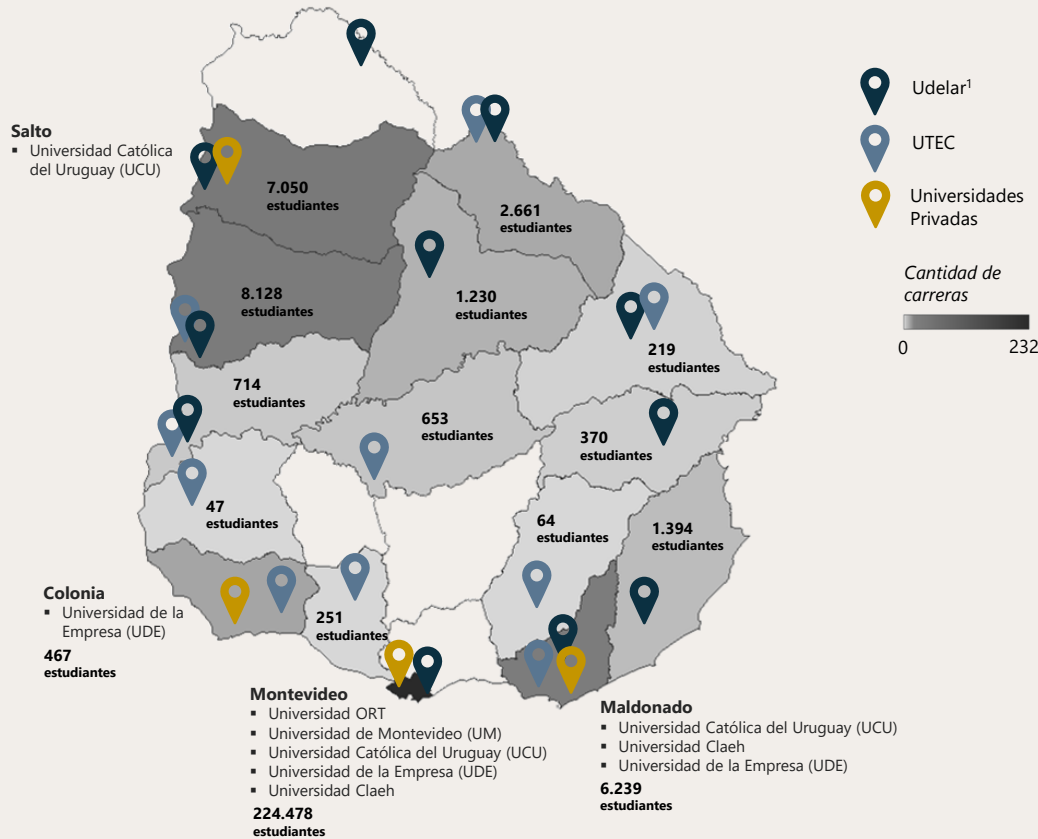 Udelar¹
UTEC
Universidades
Privadas
Cantidad de
carreras
0
232
Salto
▪ Universidad Católica
del Uruguay (UCU)
7.050
estudiantes
2.661
estudiantes
8.128
estudiantes
1.230
estudiantes
219
estudiantes
714
estudiantes
653
estudiantes
370
estudiantes
47
estudiantes
64
estudiantes
1.394
estudiantes
Colonia
▪ Universidad de la
Empresa (UDE)
467
estudiantes
251
estudiantes
Montevideo
▪ Universidad ORT
▪ Universidad de Montevideo (UM)
▪ Universidad Católica del Uruguay (UCU)
▪ Universidad de la Empresa (UDE)
▪ Universidad Claeh
224.478
estudiantes
Maldonado
▪ Universidad Católica del Uruguay (UCU)
▪ Universidad Claeh
▪ Universidad de la Empresa (UDE)
6.239
estudiantes